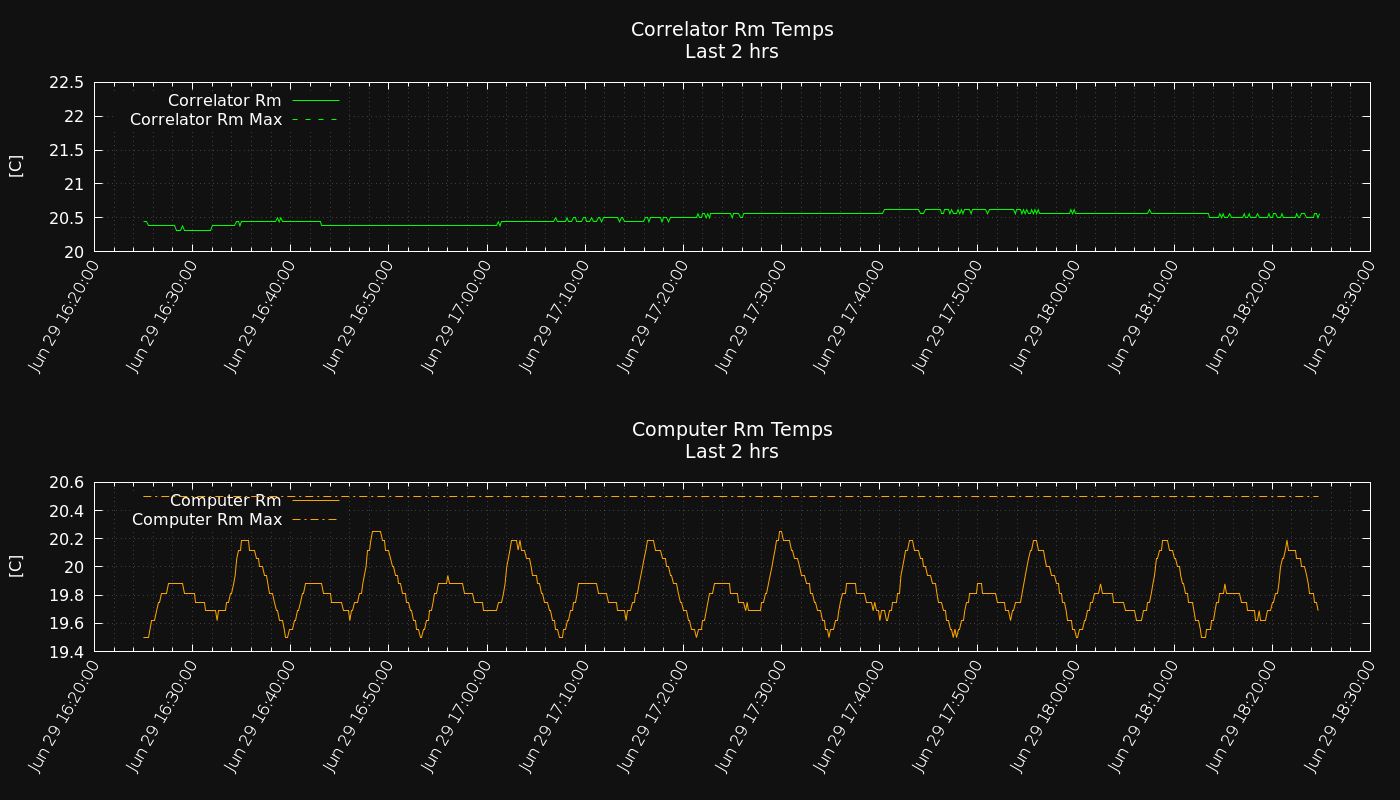 Correlator Rm Temps
Last 2 hrs
22.5
22
21.5
21
20.5
20
[C]
Correlator Rm
Correlator Rm Max
Jun 29 16:20:00
Jun 29 16:30:00
Jun 29 16:40:00
Jun 29 16:50:00
Jun 29 17:00:00
Jun 29 17:10:00
Jun 29 17:20:00
Jun 29 17:30:00
Jun 29 17:40:00
Jun 29 17:50:00
Jun 29 18:00:00
Jun 29 18:10:00
Jun 29 18:20:00
Jun 29 18:30:00
Computer Rm Temps
Last 2 hrs
20.6
20.4
20.2
20
19.8
19.6
19.4
[C]
Computer Rm
Computer Rm Max
Jun 29 16:20:00
Jun 29 16:30:00
Jun 29 16:40:00
Jun 29 16:50:00
Jun 29 17:00:00
Jun 29 17:10:00
Jun 29 17:20:00
Jun 29 17:30:00
Jun 29 17:40:00
Jun 29 17:50:00
Jun 29 18:00:00
Jun 29 18:10:00
Jun 29 18:20:00
Jun 29 18:30:00